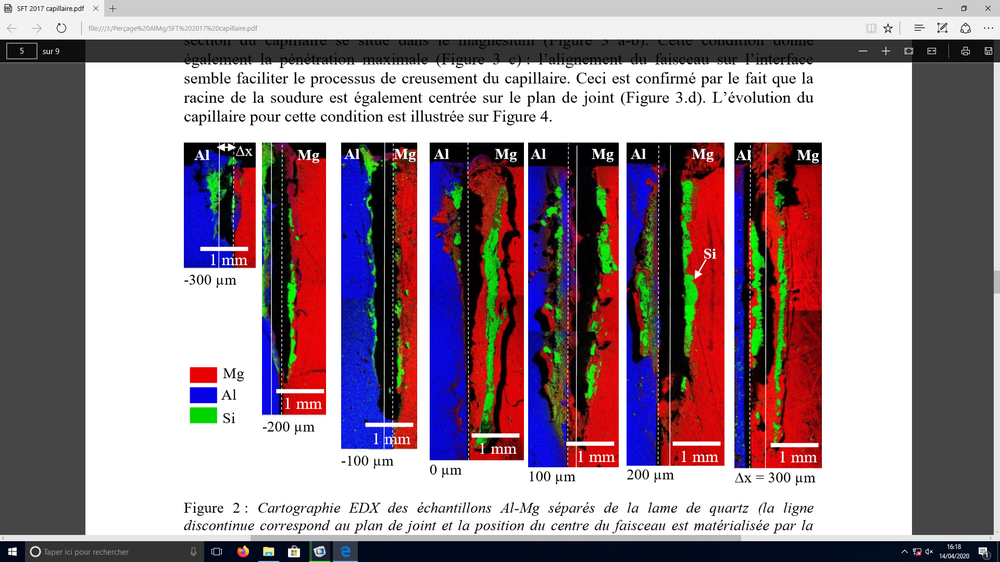 SFT 2017 capillaire.pdf
file:///J:/Perçage%20AlMg/SFT%202017%20capillaire.pdf
5 sur 9
section du capillaire se situe dans le magnésium (Figure 3 a-b). Cette condition donne
également la pénétration maximale (Figure 3 c) : l’alignement du faisceau sur l’interface
semble faciliter le processus de creusement du capillaire. Ceci est confirmé par le fait que la
racine de la soudure est également centrée sur le plan de joint (Figure 3.d). L’évolution du
capillaire pour cette condition est illustrée sur Figure 4.
Al Δx
1 mm
-300 µm
Mg
1 mm
-200 µm
Al Mg
1 mm
-100 µm
Al Mg
1 mm
0 µm
Al Mg
1 mm
100 µm
Al Mg
Si
1 mm
200 µm
Al Mg
1 mm
Δx = 300 µm
Mg
Al
Si
Figure 2 : Cartographie EDX des échantillons Al-Mg séparés de la lame de quartz (la ligne
discontinue correspond au plan de joint et la position du centre du faisceau est matérialisée par la
Taper ici pour rechercher
16:18
14/04/2020
1